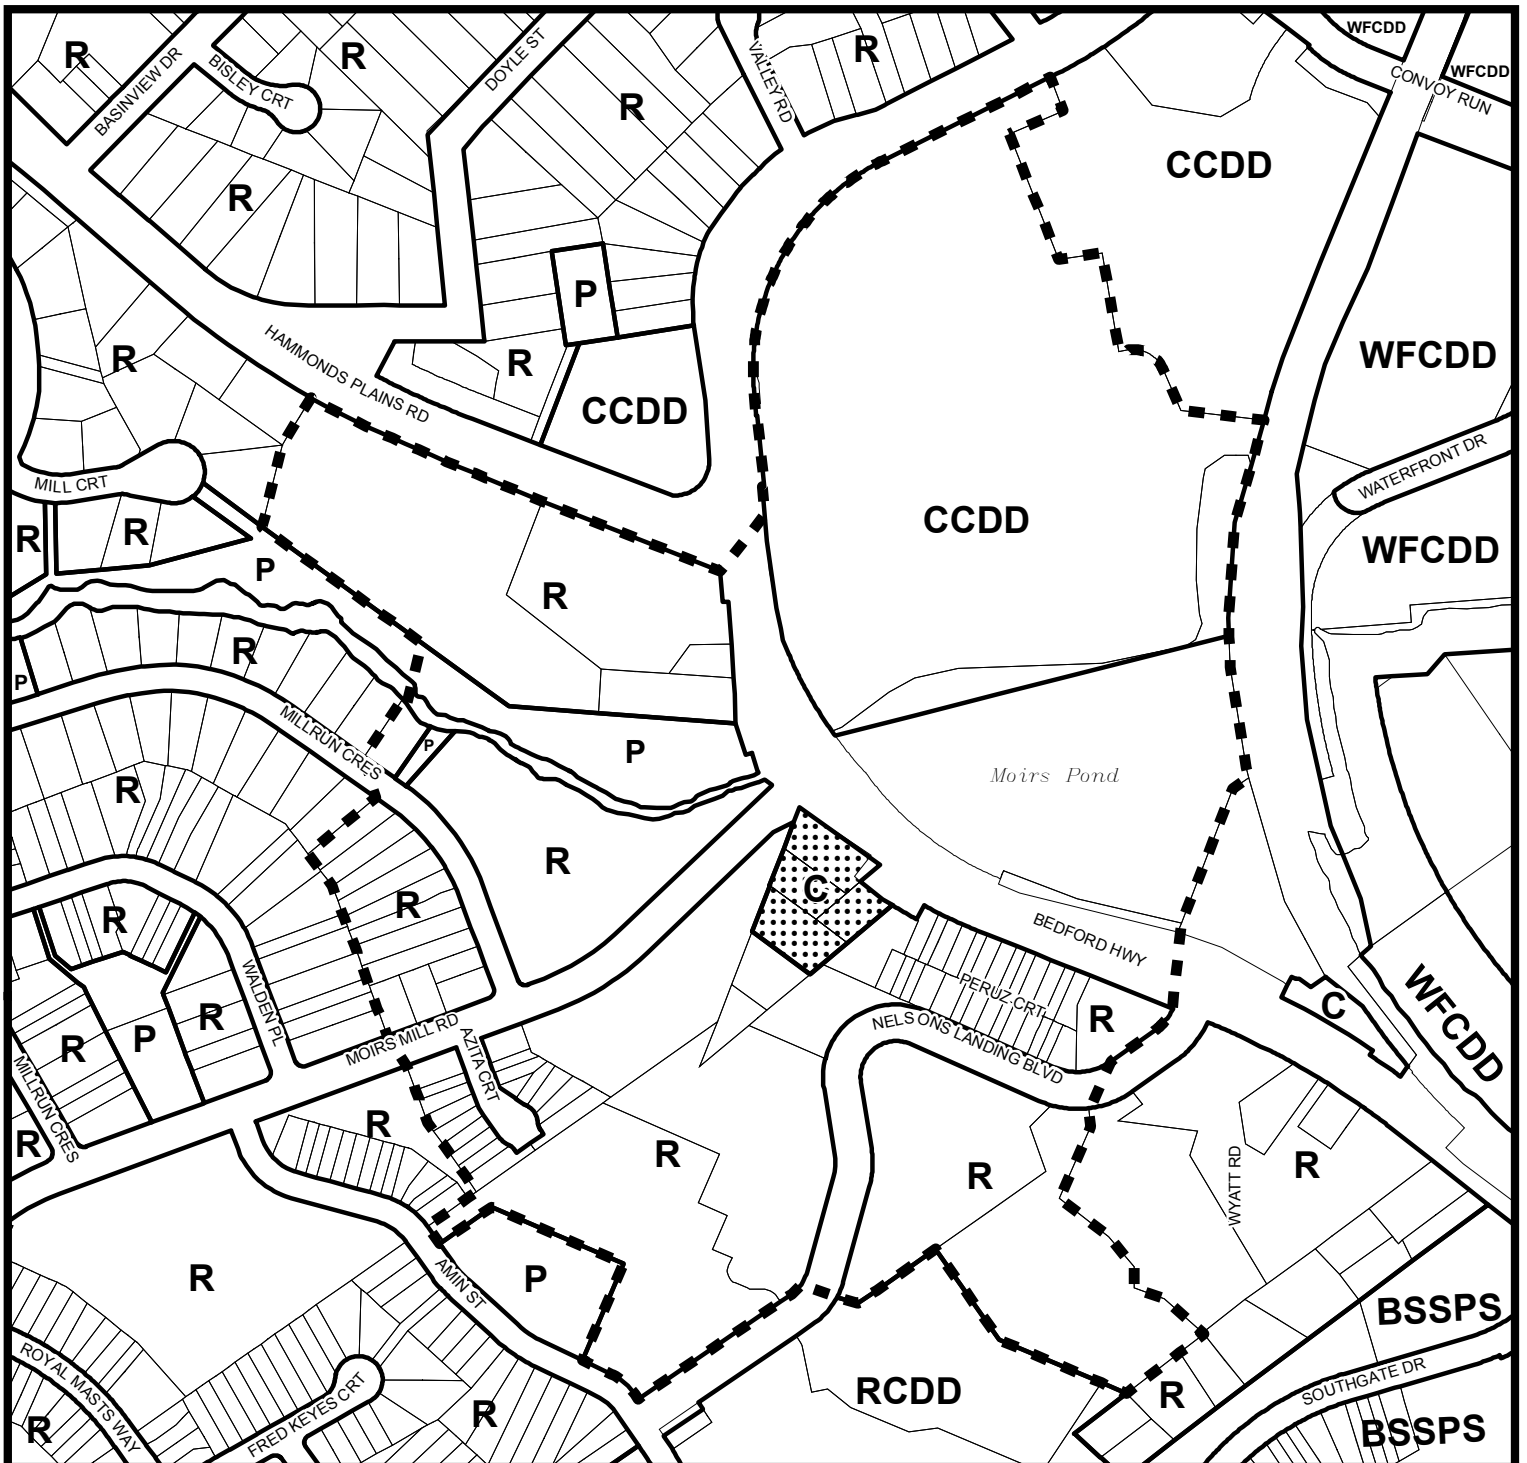 R
R
WFCDD
R
BASINVIEW DR
BISLEY CRT
DOYLE ST
VALLEY RD
WFCDD
CONVOY RUN
R
CCDD
R
P
HAMMONDS PLAINS RD
R
R
WFCDD
CCDD
MILL CRT
WATERFRONT DR
R
R
CCDD
WFCDD
P
R
R
P
MILLRUN CRES
P
P
R
Moirs Pond
R
C
R
R
BEDFORD HWY
WALDEN PL
PERUZ CRT
WFCDD
C
R
R
P
R
NELSONS LANDING BLVD
MOIRS MILL RD
AZITA CRT
MILLRUN CRES
R
R
R
R
WYATT RD
R
R
P
AMIN ST
BSSPS
ROYAL MASTS WAY
RCDD
R
SOUTHGATE DR
FRED KEYES CRT
R
R
BSSPS